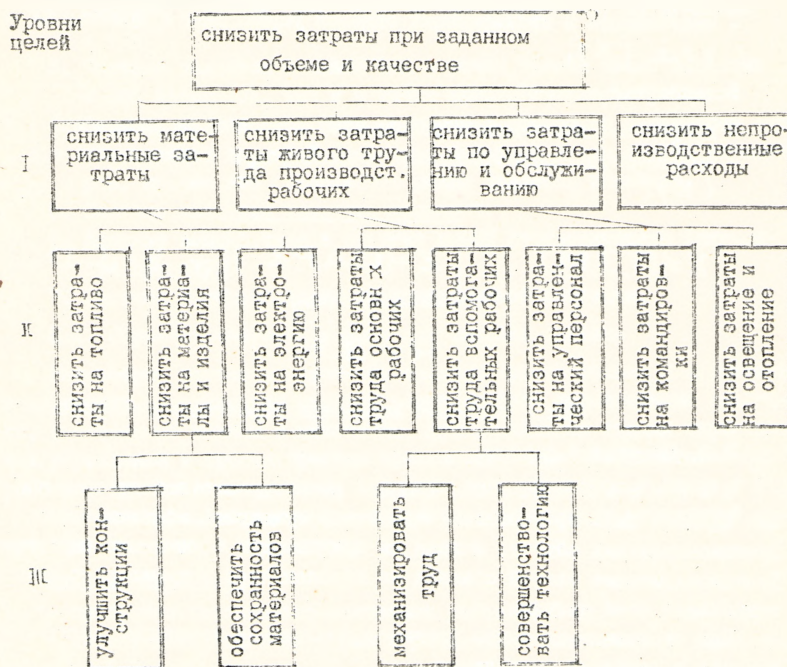 Уровни
целей
снизить затраты при заданном
объеме и качестве
I
снизить мате-
риальные за-
траты
снизить затра-
ты живого тру-
да производст.
рабочих
снизить затра-
ты по управле-
нию и обслужи-
ванию
снизить непро-
изводственные
расходы
II
снизить затра-
ты на топливо
снизить затра-
ты на материа-
лы и изделия
снизить затра-
ты на электро-
энергию
снизить затраты
труда основн х
рабочих
снизить затраты
труда вспомога-
тельных рабочих
снизить затра-
ты на управлен-
ческий персонал
снизить затраты
на командиров-
ки
снизить затраты
на освещение и
отопление
III
улучшить кон-
струкции
обеспечить
сохранность
материалов
механизировать
труд
совершенство-
вать технологию